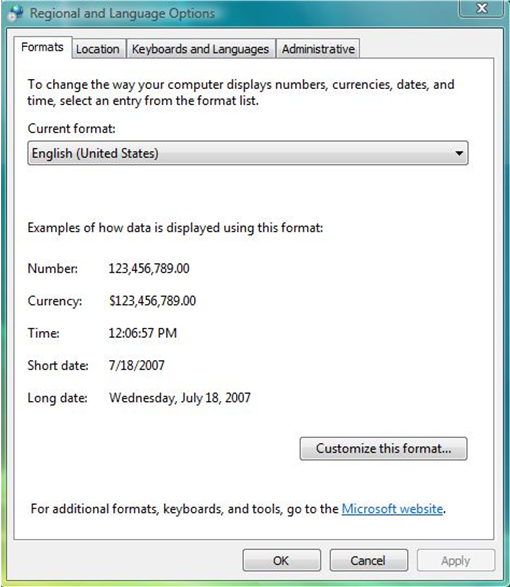 Regional and Language Options
Formats Location Keyboards and Languages Administrative
To change the way your computer displays numbers, currencies, dates, and
time, select an entry from the format list.
Current format:
English (United States)
Examples of how data is displayed using this format:
Number: 123,456,789.00
Currency: $123,456,789.00
Time: 12:06:57 PM
Short date: 7/18/2007
Long date: Wednesday, July 18, 2007
Customize this format...
For additional formats, keyboards, and tools, go to the Microsoft website.
OK Cancel Apply